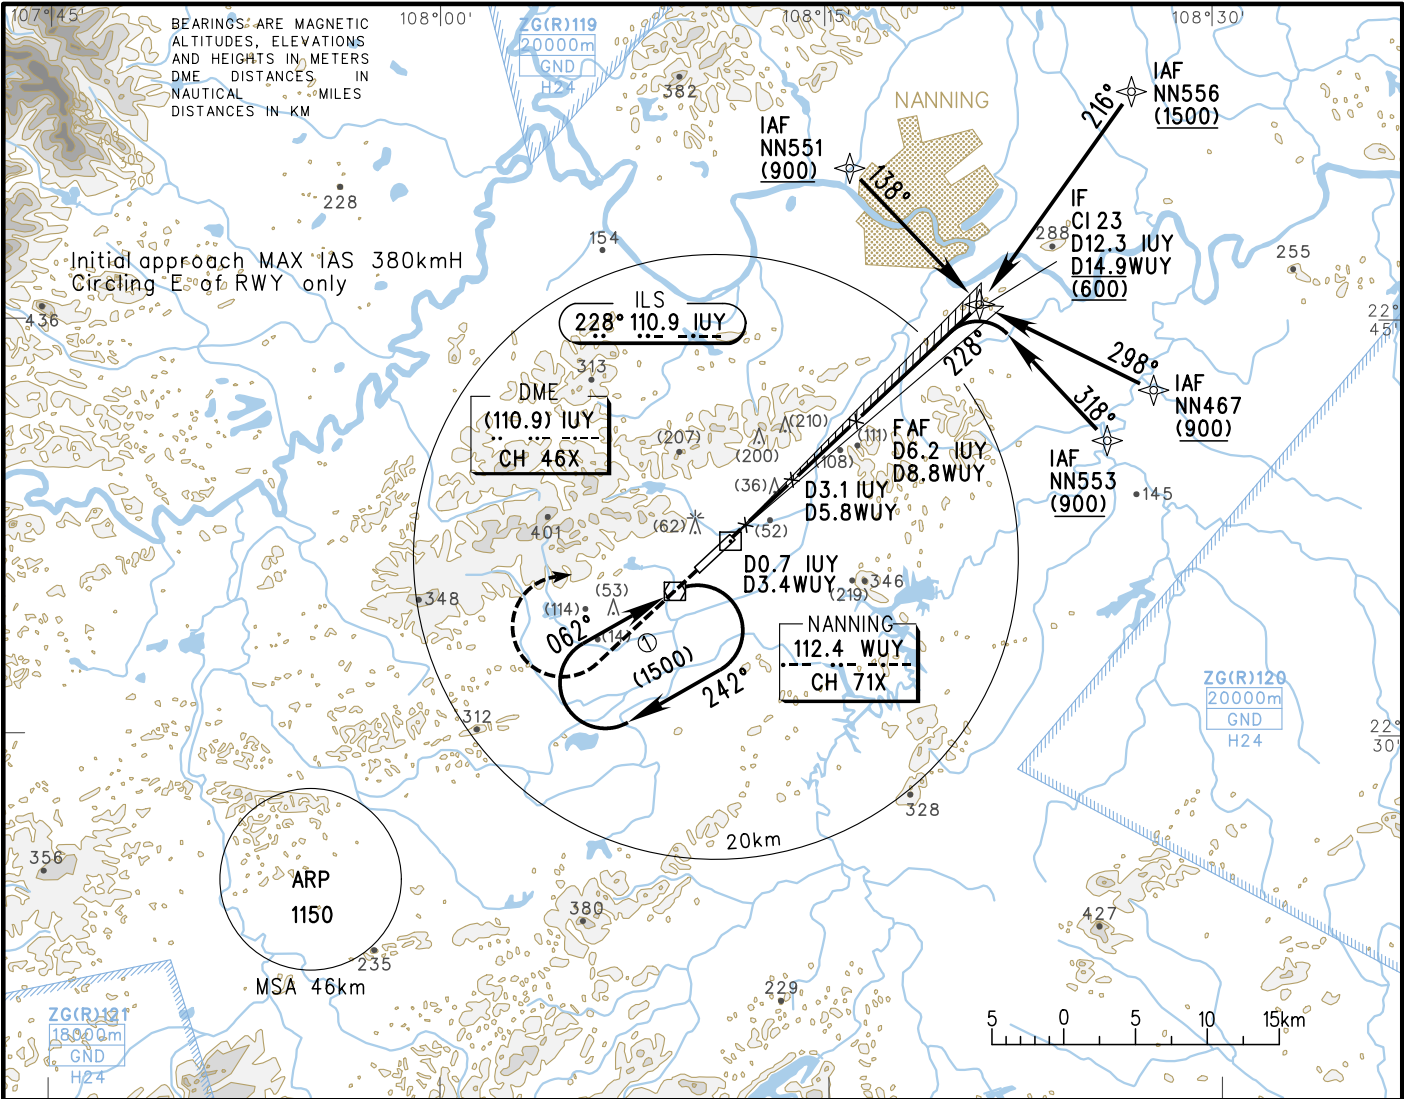 107°45'
108°00'
108°15'
108°30'
BEARINGS ARE MAGNETIC
ALTITUDES, ELEVATIONS
AND HEIGHTS IN METERS
DME DISTANCES IN
NAUTICAL MILES
DISTANCES IN KM
ZG(R)119
20000m
GND
H24
382
NANNING
IAF
NN556
(1500)
216°
IAF
NN551
(900)
138°
228
154
IF
CI 23
D12.3 IUY
D14.9WUY
(600)
288
255
Initial approach MAX IAS 380kmH
Circling E of RWY only
436
22°
45'
ILS
228° 110.9 IUY
313
DME
(110.9) IUY
CH 46X
228°
298°
IAF
NN467
(900)
318°
IAF
NN553
(900)
145
(207)
(200)
(210)
(108)
(111)
FAF
D6.2 IUY
D8.8WUY
(36)
D3.1 IUY
D5.8WUY
401
(62)
(52)
D0.7 IUY
D3.4WUY
346
(219)
348
(114)
(53)
062°
1
(1500)
242°
NANNING
112.4 WUY
CH 71X
ZG(R)120
20000m
GND
H24
312
22°
30'
328
20km
356
ARP
1150
380
427
235
MSA 46km
229
ZG(R)121
18000m
GND
H24
5 0 5 10 15km